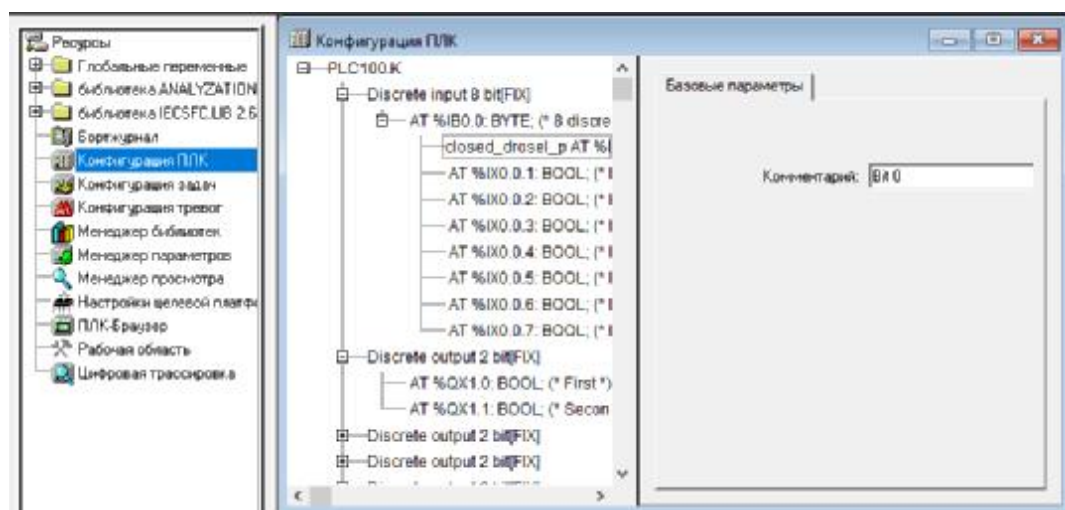 Ресурсы
Глобальные переменные
библиотека ANALYZATION
библиотека IECSFC.LIB 2.6
Бортжурнал
Конфигурация ПЛК
Конфигурация задач
Конфигурация тревог
Менеджер библиотек
Менеджер параметров
Менеджер просмотра
Настройки целевой платфо
ПЛК-Браузер
Рабочая область
Цифровая трассировка
Конфигурация ПЛК
PLC100.K
Discrete input 8 bit[FIX]
AT %IB0.0: BYTE; (* 8 discre
closed_drosel_p AT %I
AT %IX0.0.1: BOOL; (*
AT %IX0.0.2: BOOL; (*
AT %IX0.0.3: BOOL; (*
AT %IX0.0.4: BOOL; (*
AT %IX0.0.5: BOOL; (*
AT %IX0.0.6: BOOL; (*
AT %IX0.0.7: BOOL; (*
Discrete output 2 bit[FIX]
AT %QX1.0: BOOL; (* First *)
AT %QX1.1: BOOL; (* Secon
Discrete output 2 bit[FIX]
Discrete output 2 bit[FIX]
Базовые параметры
Комментарий: Bit 0